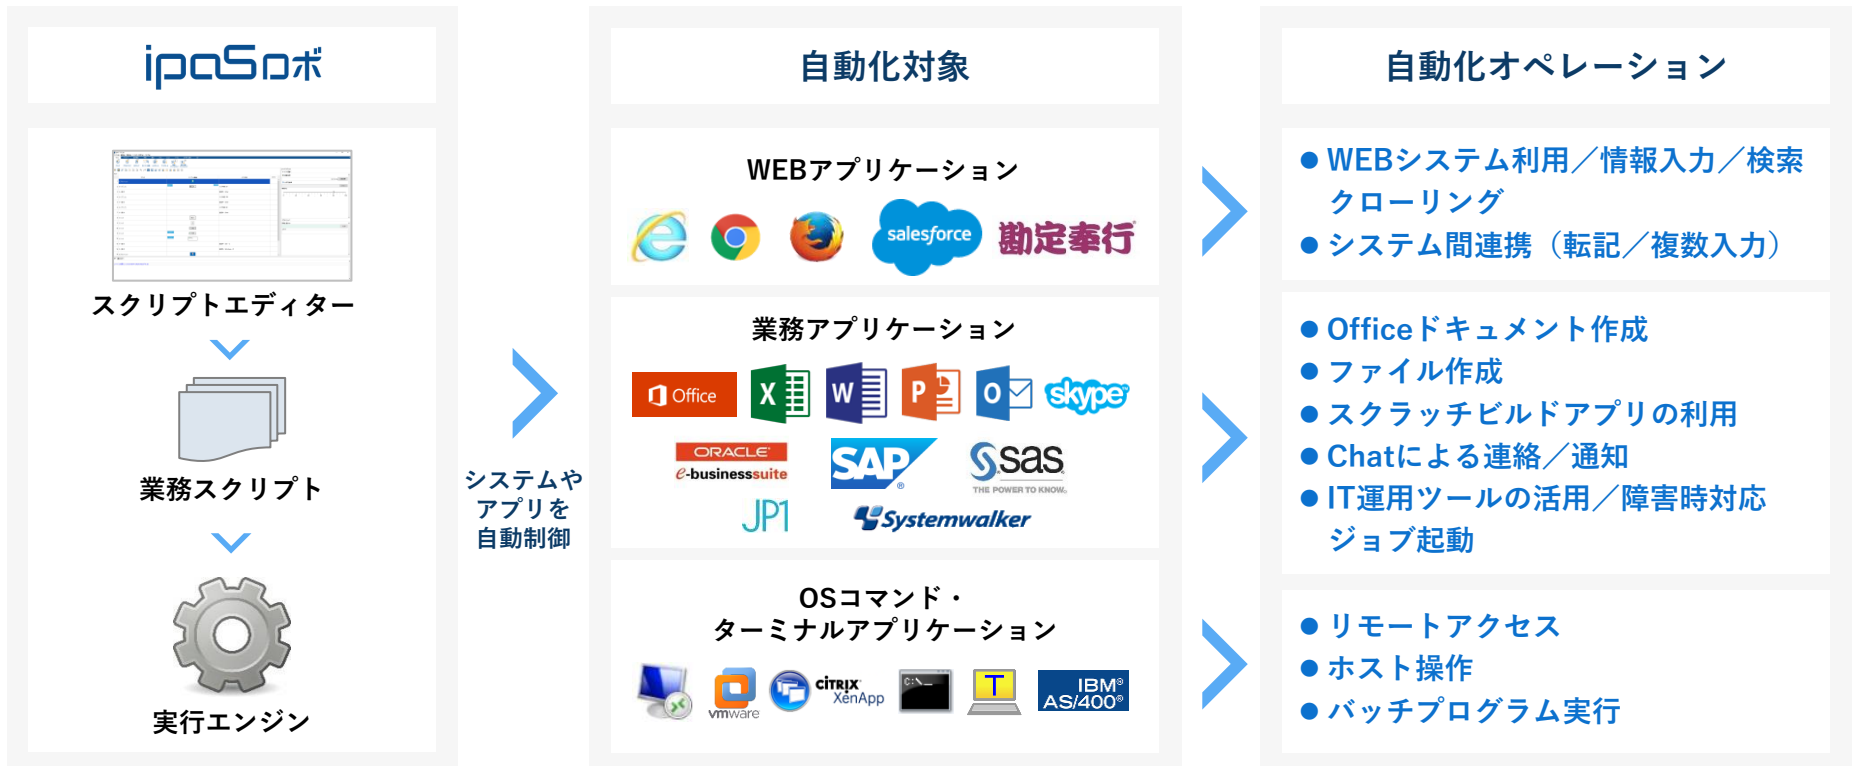 ipaSロボ
スクリプトエディター
業務スクリプト
実行エンジン
システムや
アプリを
自動制御
自動化対象
WEBアプリケーション
salesforce
勘定奉行
業務アプリケーション
Office
X
W
P
O
skype
ORACLE
e-businesssuite
SAP
sas
THE POWER TO KNOW.
JP1
Systemwalker
OSコマンド・
ターミナルアプリケーション
vmware
CITRIX
XenApp
C:\_
T
IBM®
AS/400®
自動化オペレーション
●WEBシステム利用／情報入力／検索
クローリング
●システム間連携（転記／複数入力）
●Officeドキュメント作成
●ファイル作成
●スクラッチビルドアプリの利用
●Chatによる連絡／通知
●IT運用ツールの活用／障害時対応
ジョブ起動
●リモートアクセス
●ホスト操作
●バッチプログラム実行